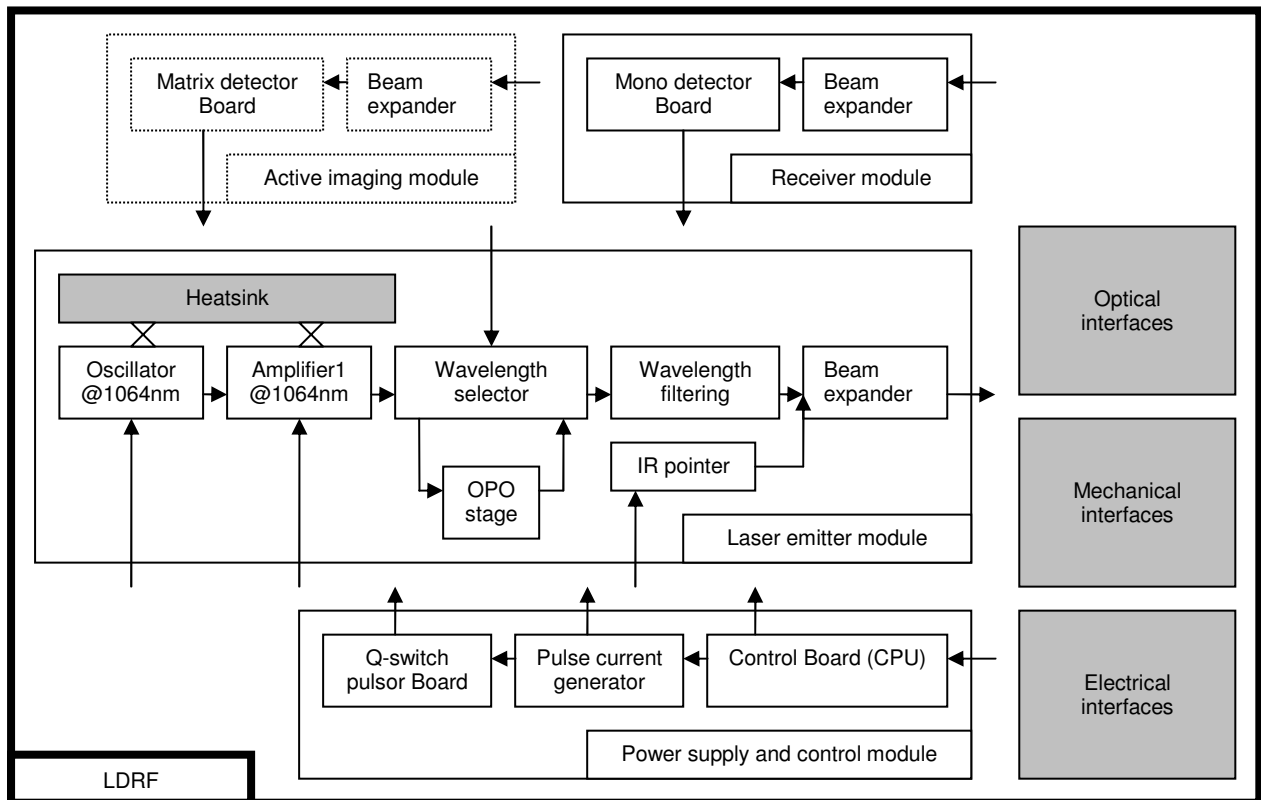 Matrix detector
Board
Beam
expander
Active imaging module
Mono detector
Board
Beam
expander
Receiver module
Heatsink
Oscillator
@1064nm
Amplifier1
@1064nm
Wavelength
selector
Wavelength
filtering
Beam
expander
OPO
stage
IR pointer
Laser emitter module
Q-switch
pulsor Board
Pulse current
generator
Control Board (CPU)
Power supply and control module
Optical
interfaces
Mechanical
interfaces
Electrical
interfaces
LDRF